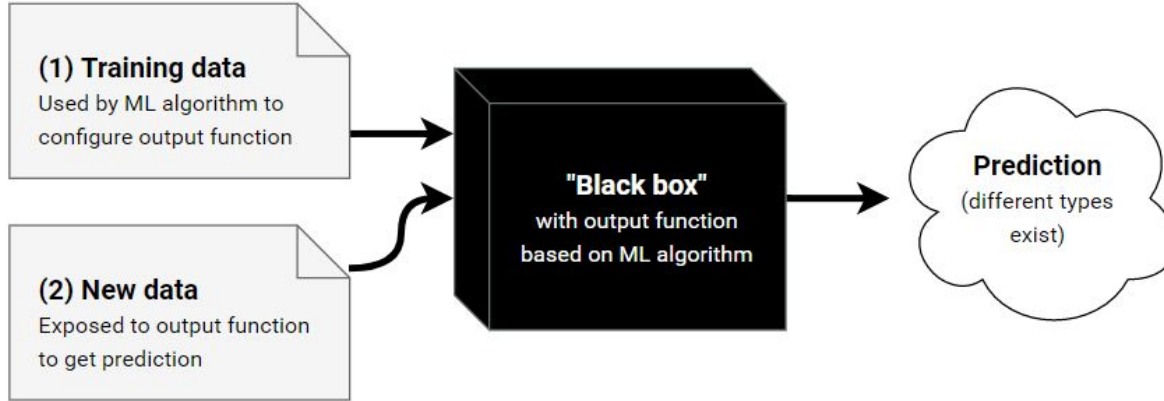 (1) Training data
Used by ML algorithm to
configure output function
(2) New data
Exposed to output function
to get prediction
"Black box"
with output function
based on ML algorithm
Prediction
(different types
exist)